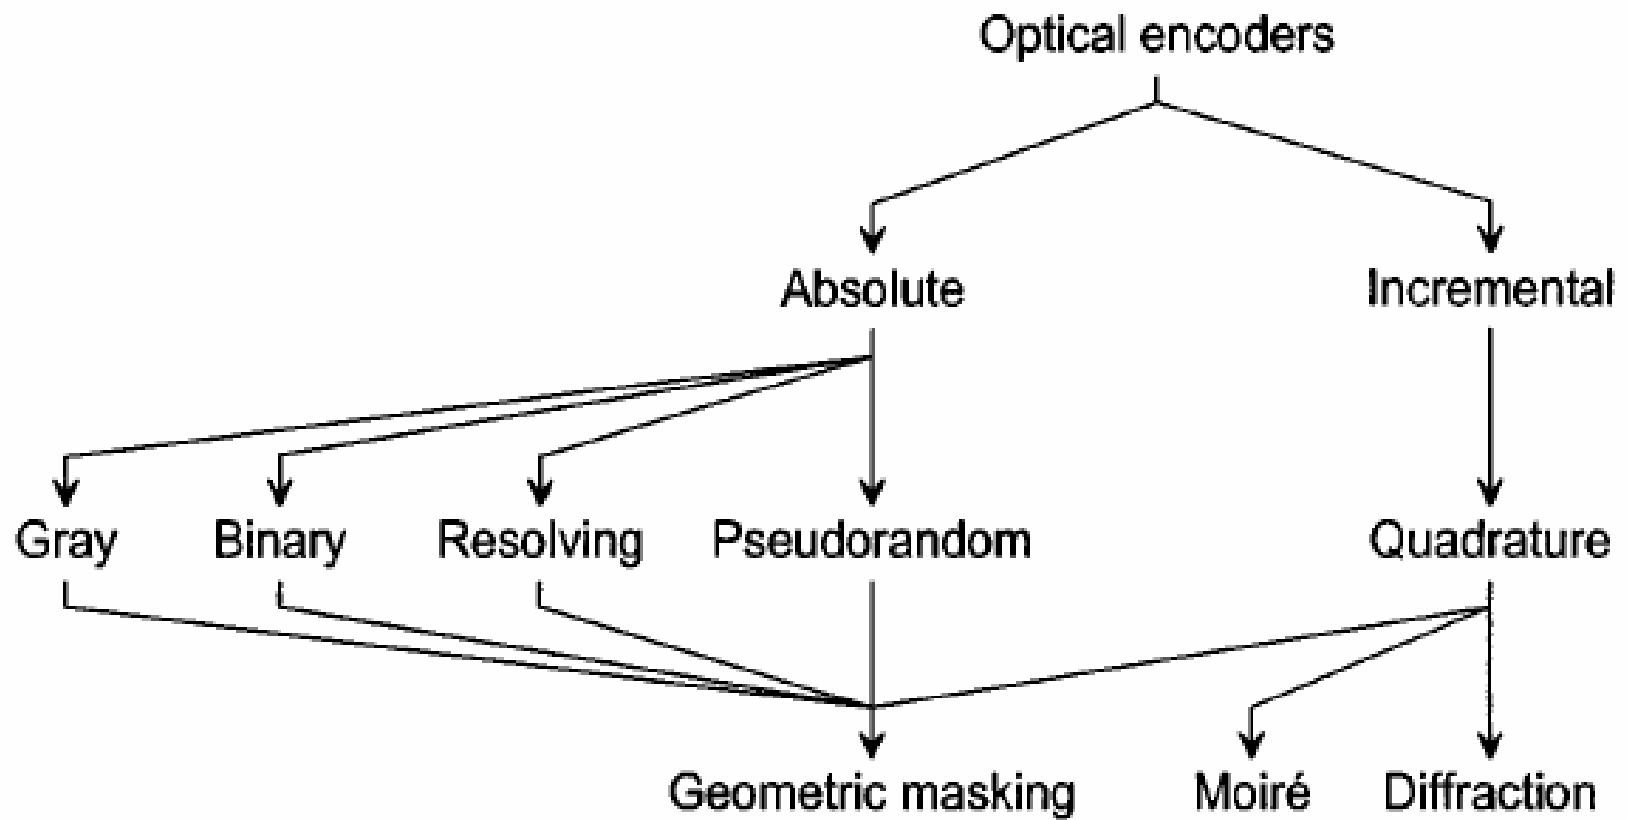 Optical encoders
Absolute
Incremental
Gray
Binary
Resolving
Pseudorandom
Quadrature
Geometric masking
Moiré
Diffraction